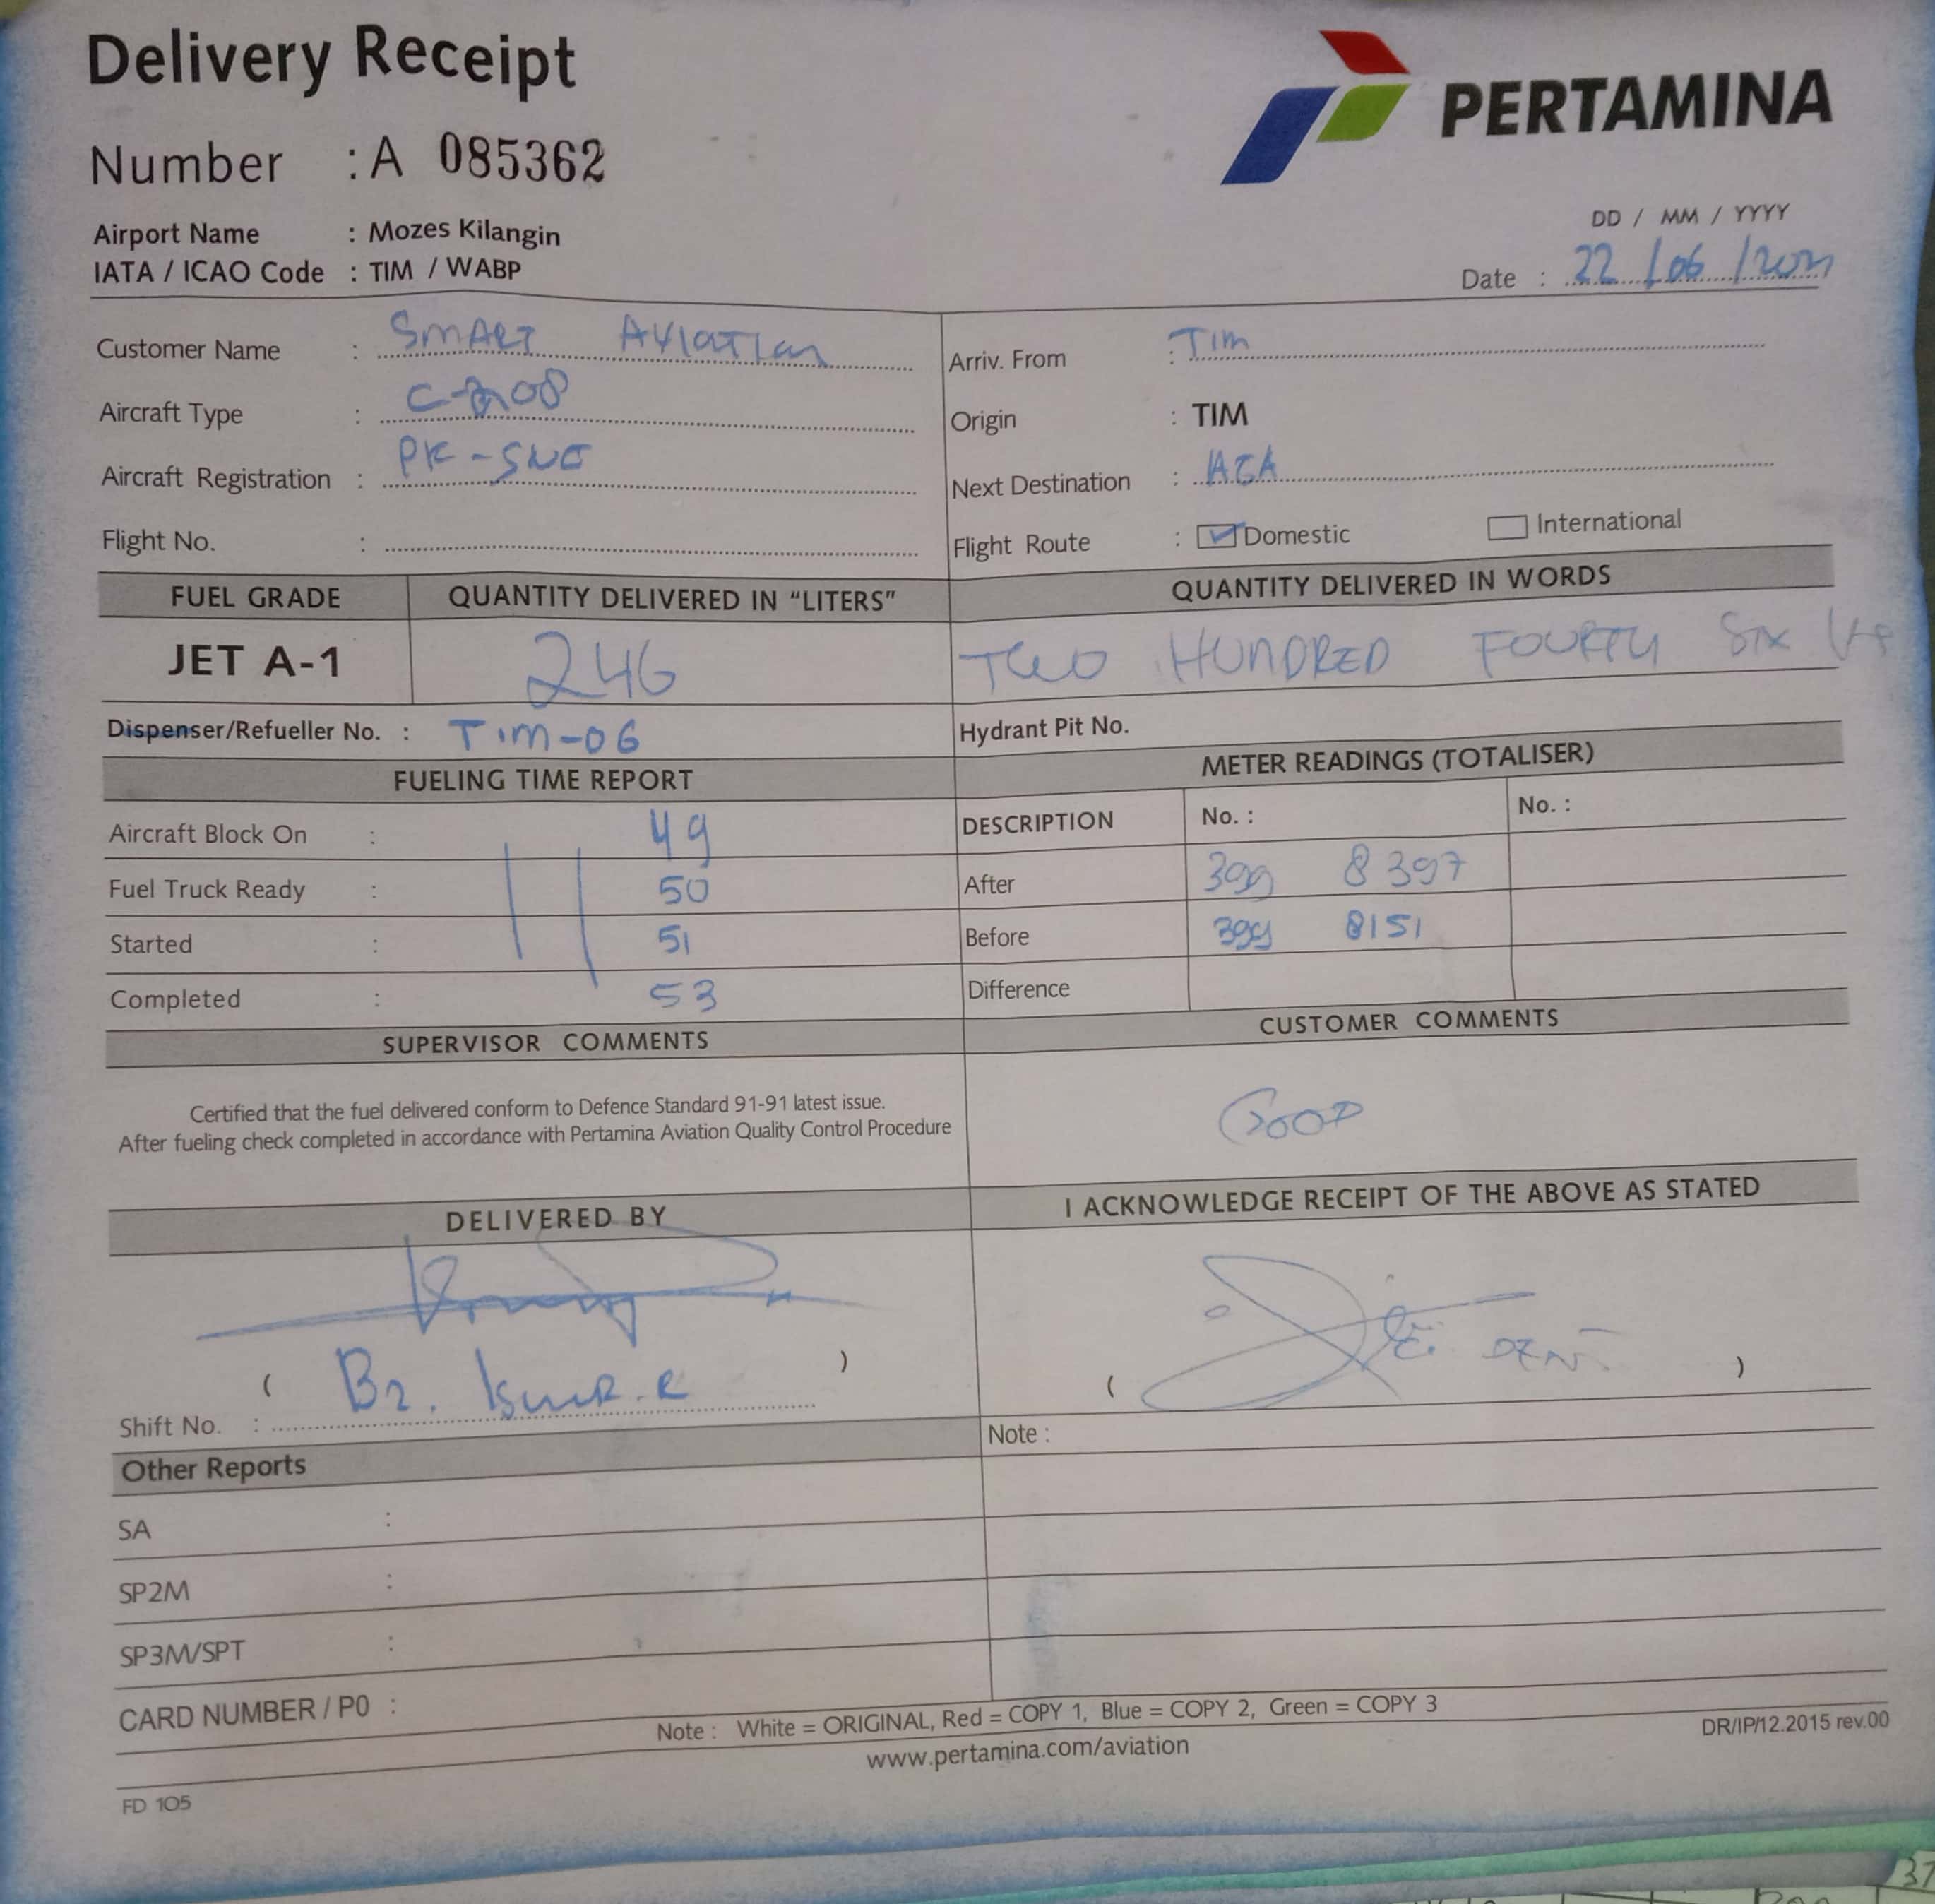 Delivery Receipt
PERTAMINA
Number : A 085362
Airport Name : Mozes Kilangin
IATA / ICAO Code : TIM / WABP
DD / MM / YYYY
Date : 22 / 06 /
Customer Name : SMART AVIATION
Arriv. From : TIM
Aircraft Type : C-208
Origin : TIM
Aircraft Registration : PK-
Next Destination :
Flight No. :
Flight Route : Domestic International
FUEL GRADE QUANTITY DELIVERED IN "LITERS" QUANTITY DELIVERED IN WORDS
JET A-1 246 TWO HUNDRED FOURTY SIX
Dispenser/Refueller No. : TIM-06
Hydrant Pit No.
FUELING TIME REPORT
METER READINGS (TOTALISER)
DESCRIPTION No. : No. :
Aircraft Block On : 49
Fuel Truck Ready : 50
After 399 8397
Started : 51
Before 399 8151
Completed : 53
Difference
SUPERVISOR COMMENTS
CUSTOMER COMMENTS
Certified that the fuel delivered conform to Defence Standard 91-91 latest issue.
After fueling check completed in accordance with Pertamina Aviation Quality Control Procedure
GOOD
DELIVERED BY
I ACKNOWLEDGE RECEIPT OF THE ABOVE AS STATED
( )
( )
Shift No. :
Note :
Other Reports
SA :
SP2M :
SP3M/SPT :
CARD NUMBER / P0 :
Note : White = ORIGINAL, Red = COPY 1, Blue = COPY 2, Green = COPY 3
www.pertamina.com/aviation
DR/IP/12.2015 rev.00
FD 105
37